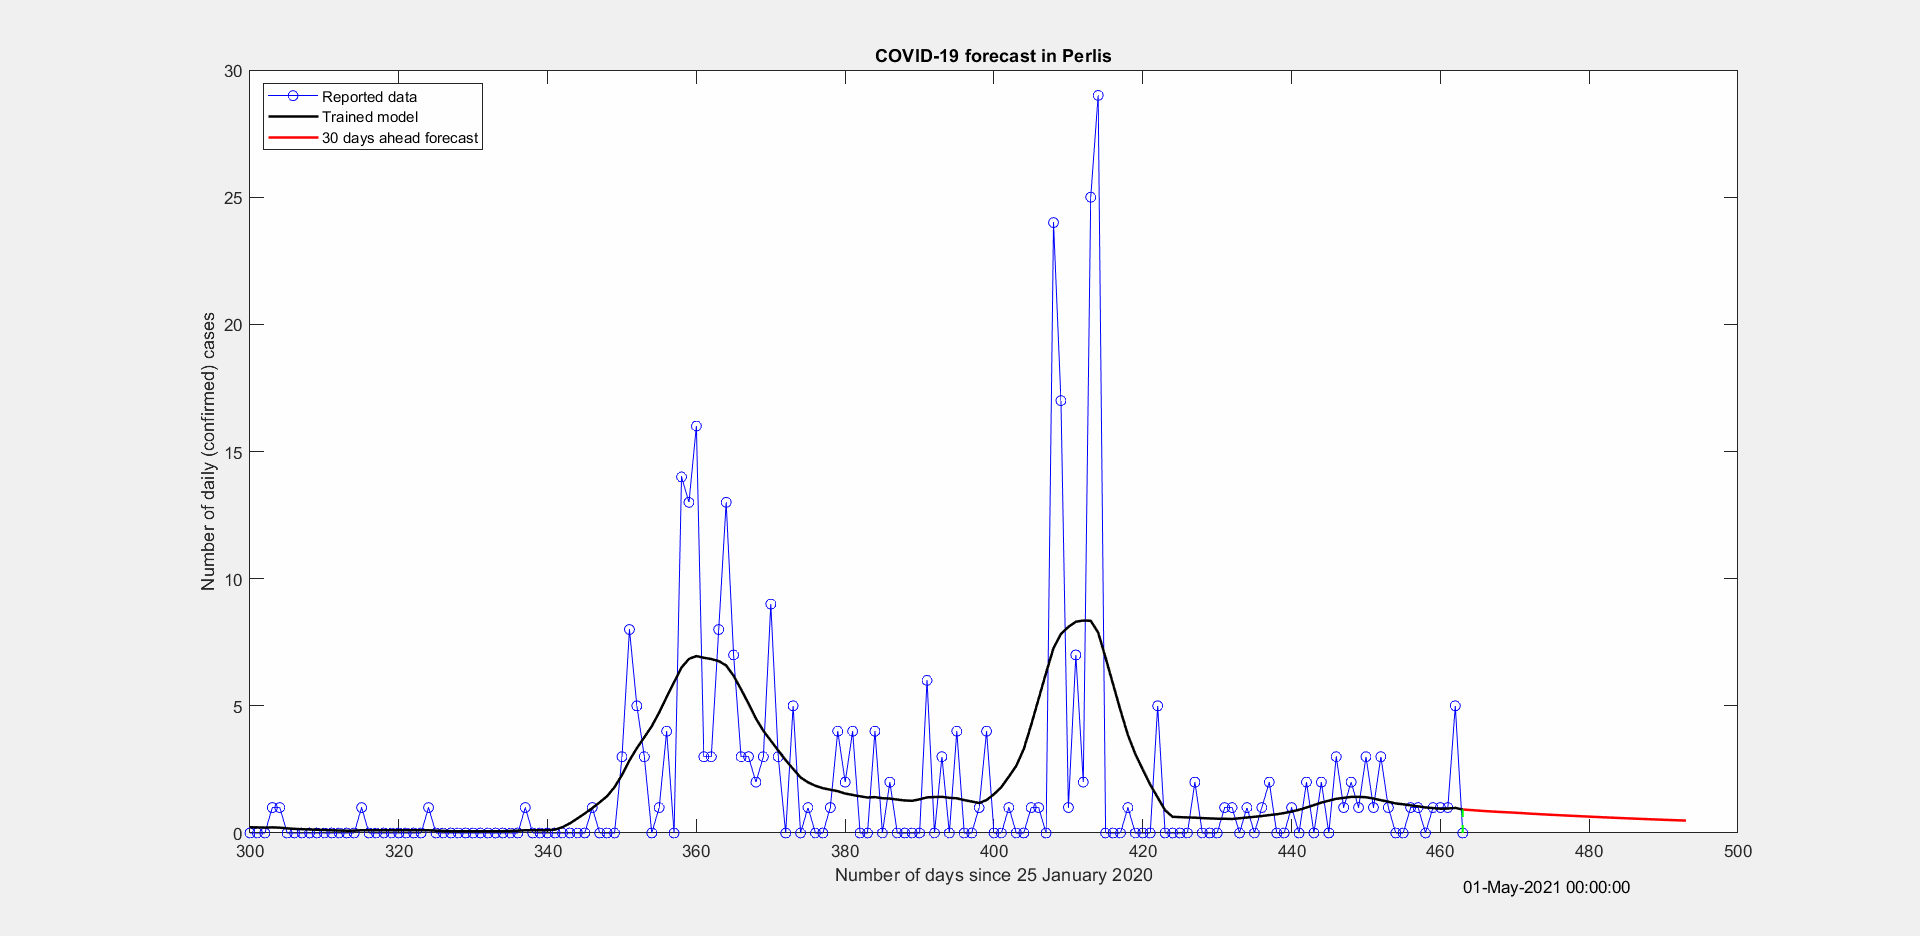 COVID-19 forecast in Perlis
30
25
20
15
10
5
0
Number of daily (confirmed) cases
Reported data
Trained model
30 days ahead forecast
300 320 340 360 380 400 420 440 460 480 500
Number of days since 25 January 2020
01-May-2021 00:00:00